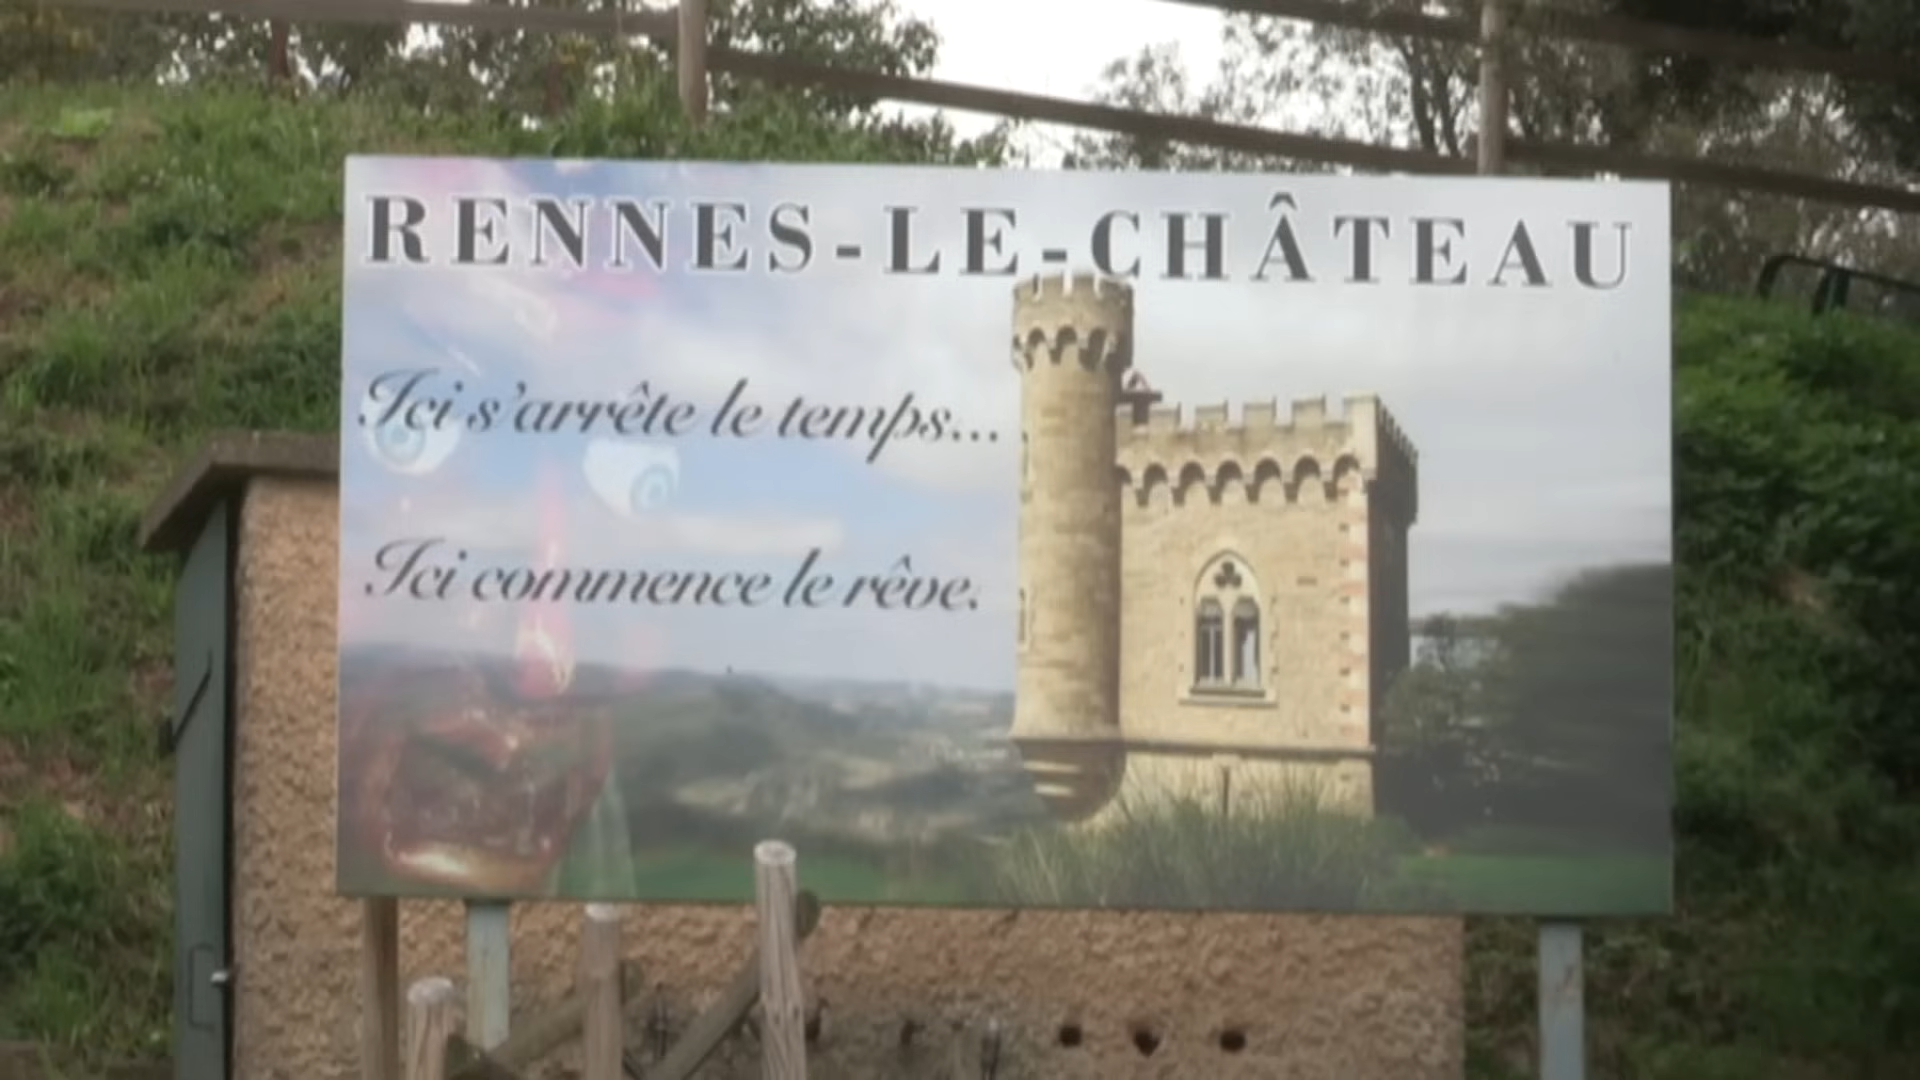 RENNES-LE-CHÂTEAU
Ici s'arrête le temps...
Ici commence le rêve.